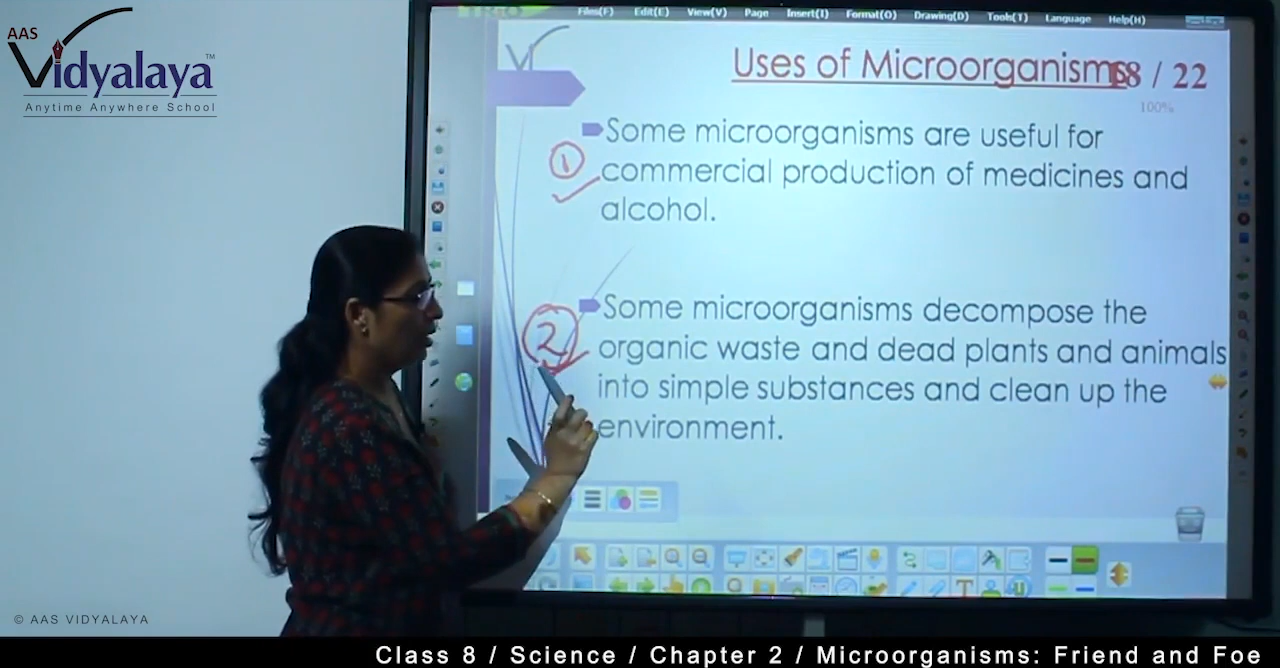 AAS
Vidyalaya™
Anytime Anywhere School
Files(F) Edit(E) View(V) Page Insert(I) Format(O) Drawing(D) Tools(T) Language Help(H)
Uses of Microorganisms 18 / 22
100%
Some microorganisms are useful for
① commercial production of medicines and
alcohol.
Some microorganisms decompose the
② organic waste and dead plants and animals
into simple substances and clean up the
environment.
© AAS VIDYALAYA
Class 8 / Science / Chapter 2 / Microorganisms: Friend and Foe